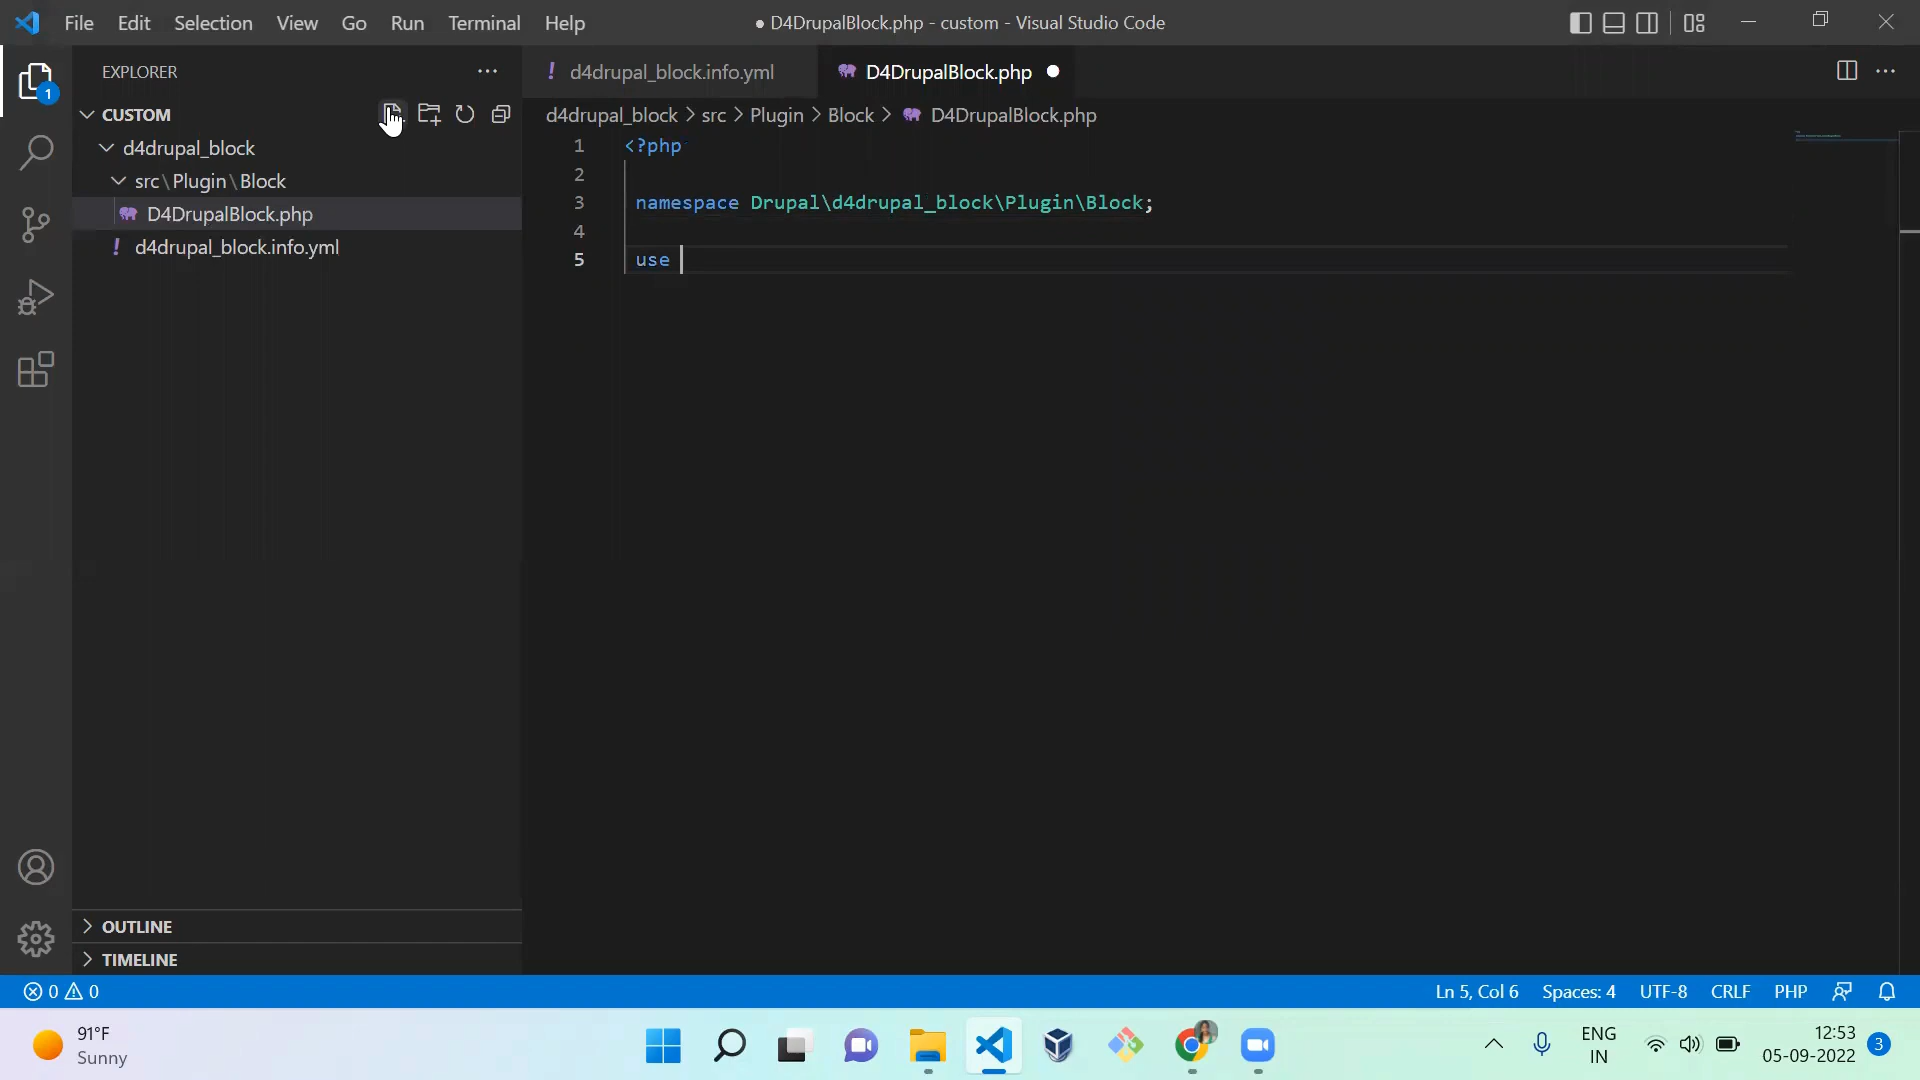 File Edit Selection View Go Run Terminal Help
● D4DrupalBlock.php - custom - Visual Studio Code
EXPLORER
CUSTOM
d4drupal_block
src\Plugin\Block
D4DrupalBlock.php
! d4drupal_block.info.yml
1
! d4drupal_block.info.yml
D4DrupalBlock.php
d4drupal_block > src > Plugin > Block > D4DrupalBlock.php
1 <?php
2
3 namespace Drupal\d4drupal_block\Plugin\Block;
4
5 use
OUTLINE
TIMELINE
0 0
Ln 5, Col 6 Spaces: 4 UTF-8 CRLF PHP
91°F
Sunny
ENG
IN
12:53
05-09-2022
3